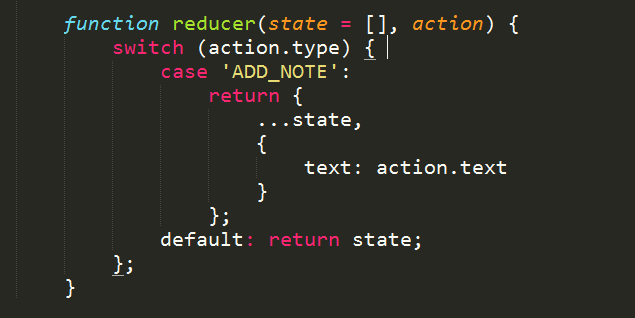 function reducer(state = [], action) {
    switch (action.type) {
        case 'ADD_NOTE':
            return {
                ...state,
                {
                    text: action.text
                }
            };
        default: return state;
    };
}